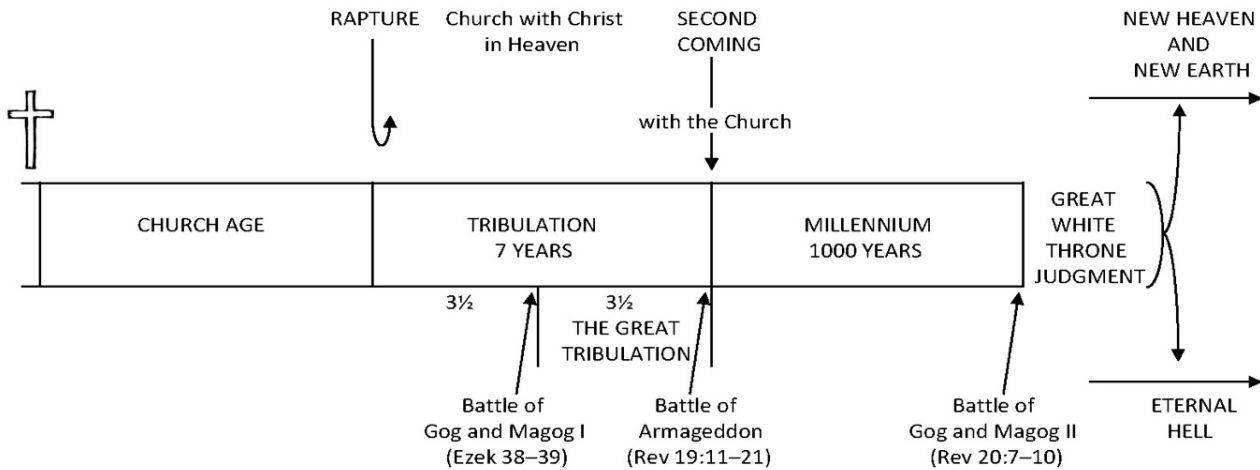 RAPTURE
Church with Christ
in Heaven
SECOND
COMING
NEW HEAVEN
AND
NEW EARTH
with the Church
CHURCH AGE
TRIBULATION
7 YEARS
MILLENNIUM
1000 YEARS
GREAT
WHITE
THRONE
JUDGMENT
3½
3½
THE GREAT
TRIBULATION
Battle of
Gog and Magog I
(Ezek 38–39)
Battle of
Armageddon
(Rev 19:11–21)
Battle of
Gog and Magog II
(Rev 20:7–10)
ETERNAL
HELL